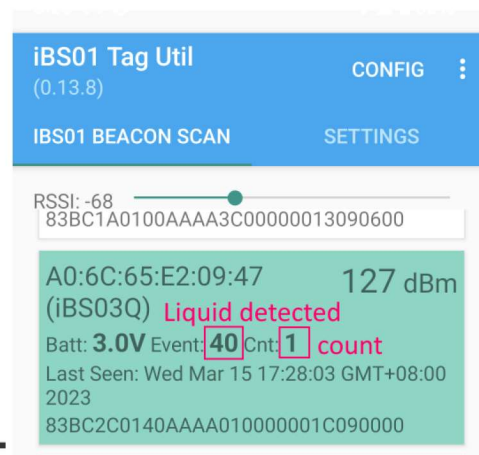 iBS01 Tag Util
CONFIG
(0.13.8)
IBS01 BEACON SCAN
SETTINGS
RSSI: -68
83BC1A0100AAAA3C00000013090600
A0:6C:65:E2:09:47
127 dBm
(iBS03Q) Liquid detected
Batt: 3.0V Event: 40 Cnt: 1 count
Last Seen: Wed Mar 15 17:28:03 GMT+08:00
2023
83BC2C0140AAAA010000001C090000